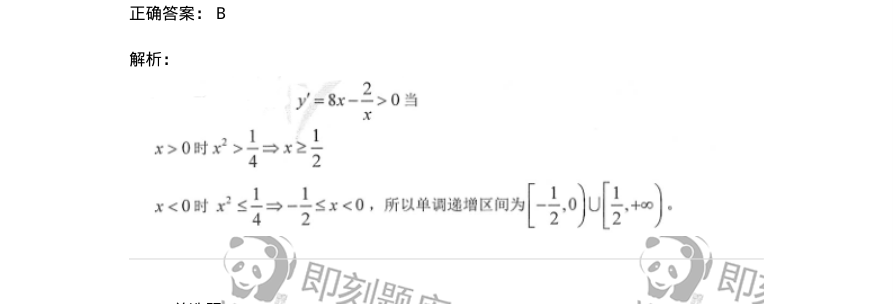 正确答案： B
解析：
y′ = 8x − 2/x > 0 当
x > 0 时 x² > 1/4 ⇒ x ≥ 1/2
x < 0 时 x² ≤ 1/4 ⇒ −1/2 ≤ x < 0，所以单调递增区间为[−1/2,0)∪[1/2,+∞)。
即刻题库 即